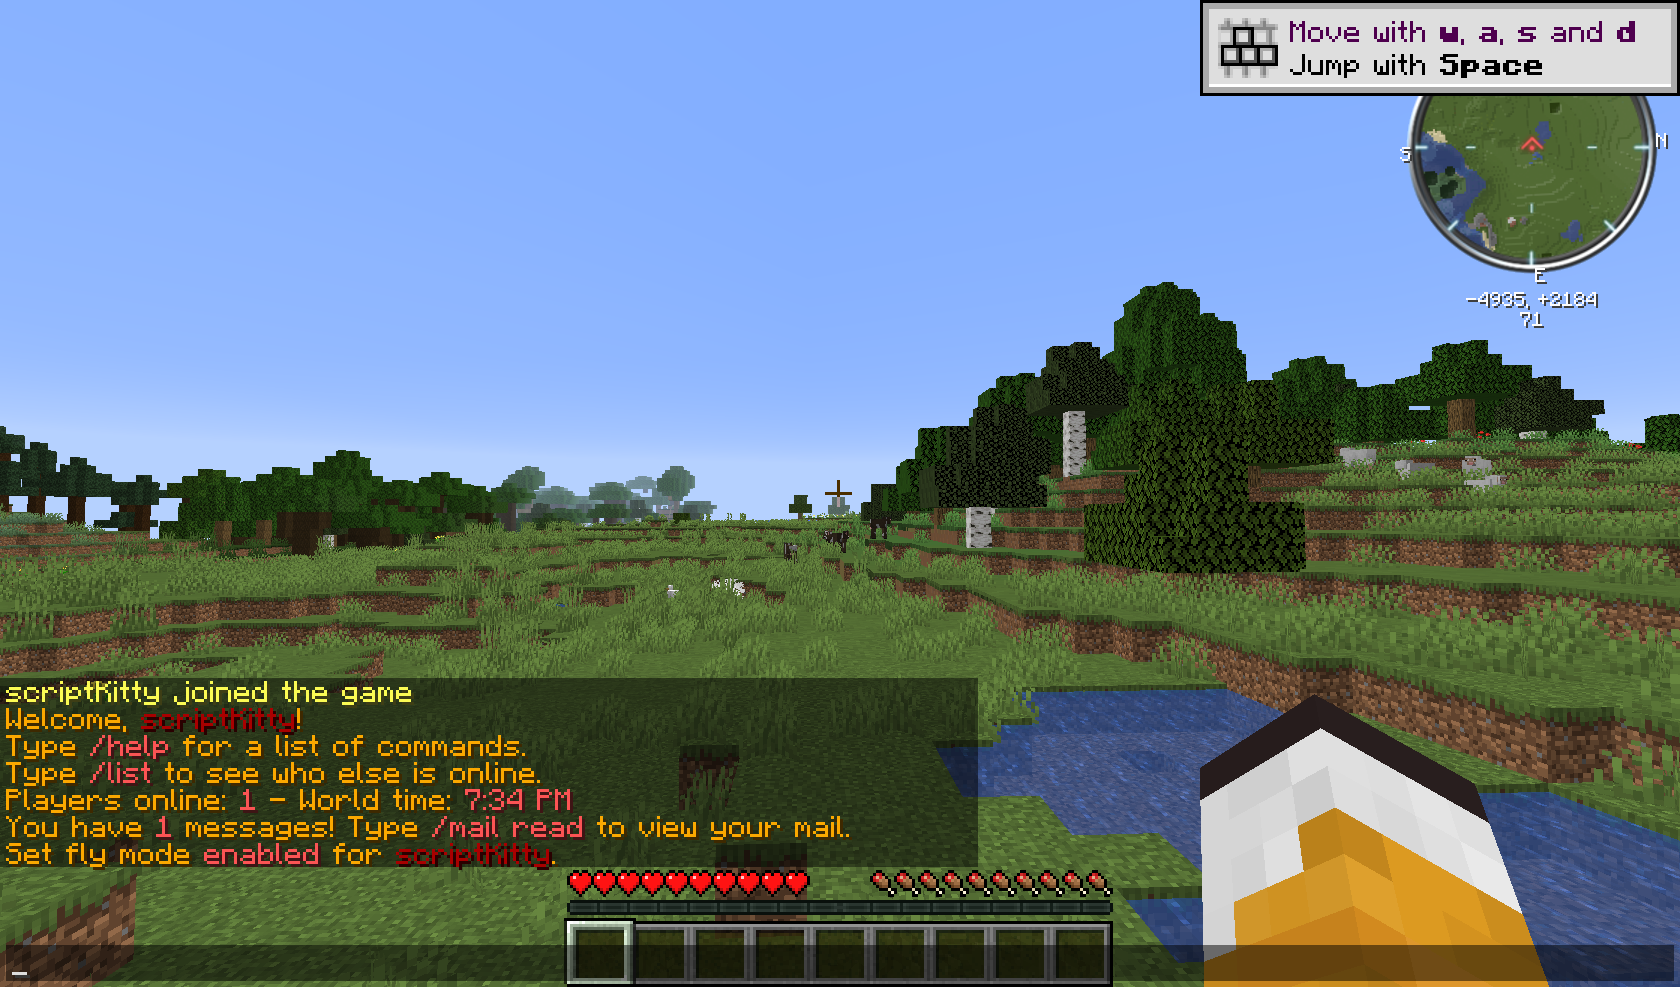 Move with w, a, s and d
Jump with Space
N
S
E
-4935, +2184
71
scriptKitty joined the game
Welcome, scriptKitty!
Type /help for a list of commands.
Type /list to see who else is online.
Players online: 1 - World time: 7:34 PM
You have 1 messages! Type /mail read to view your mail.
Set fly mode enabled for scriptKitty.
_